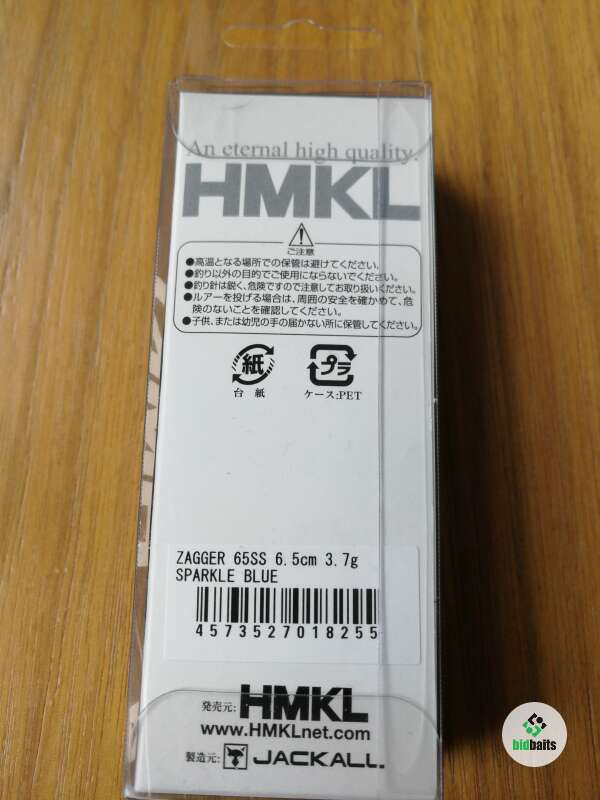 An eternal high quality.
HMKL
ご注意
●高温となる場所での保管は避けてください。
●釣り以外の目的でご使用にならないでください。
●釣り針は鋭く、危険ですので注意してお取り扱いください。
●ルアーを投げる場合は、周囲の安全を確かめて、危
険のないことを確認してください。
●子供、または幼児の手の届かない所に保管してください。
紙 プラ
台紙 ケース:PET
ZAGGER 65SS 6.5cm 3.7g
SPARKLE BLUE
4573527018255
発売元: HMKL
www.HMKLnet.com
製造元: JACKALL
bidbaits